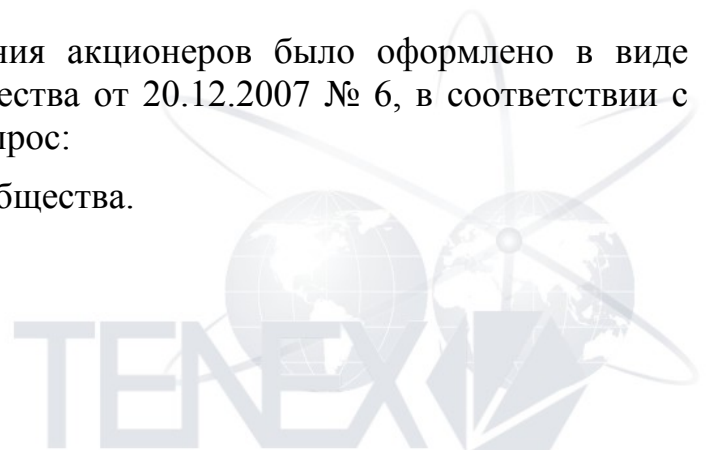 ния акционеров было оформлено в виде
ества от 20.12.2007 № 6, в соответствии с
прос:
бщества.
TENEX